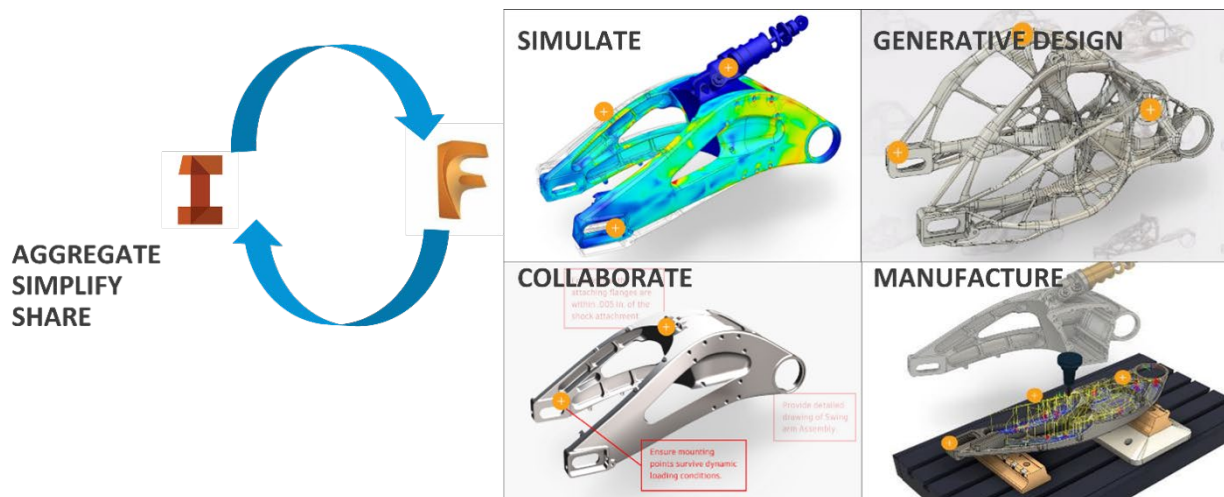 AGGREGATE
SIMPLIFY
SHARE
SIMULATE
GENERATIVE DESIGN
COLLABORATE
attaching flanges are
within .005 in. of the
shock attachment
Provide detailed
drawing of Swing
arm Assembly.
Ensure mounting
points survive dynamic
loading conditions.
MANUFACTURE